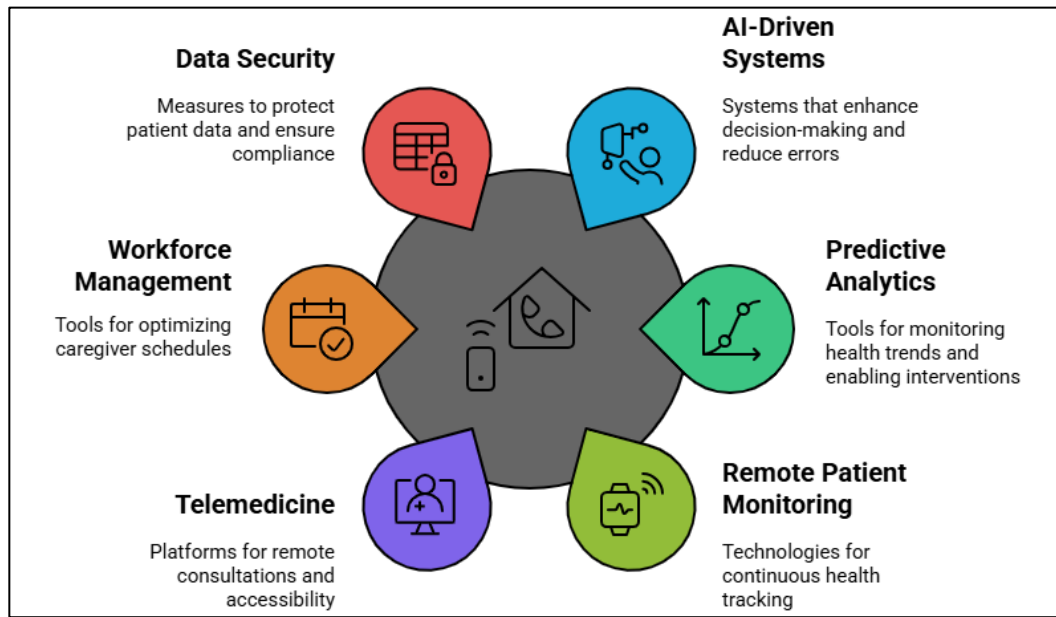 Data Security
Measures to protect
patient data and ensure
compliance
AI-Driven
Systems
Systems that enhance
decision-making and
reduce errors
Workforce
Management
Tools for optimizing
caregiver schedules
Predictive
Analytics
Tools for monitoring
health trends and
enabling interventions
Telemedicine
Platforms for remote
consultations and
accessibility
Remote Patient
Monitoring
Technologies for
continuous health
tracking